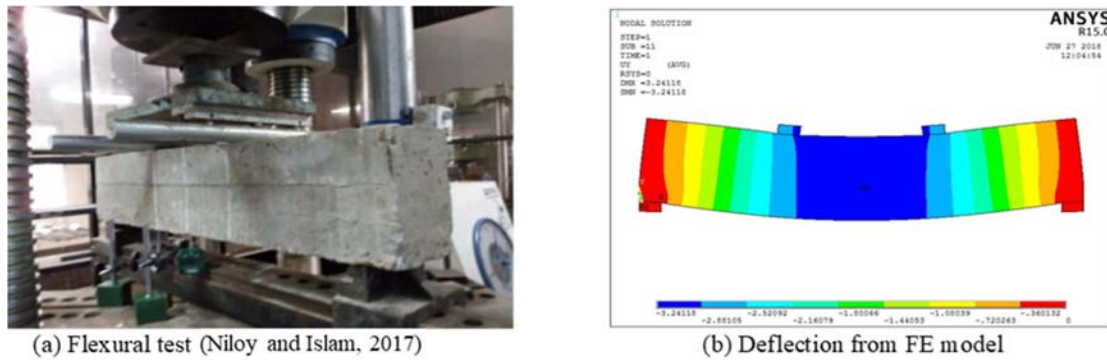 1
NODAL SOLUTION
STEP=1
SUB =11
TIME=1
UY (AVG)
RSYS=0
DMX =3.24118
SMN =-3.24118
ANSYS
R15.0
JUN 27 2018
12:04:54
-3.24118 -2.88105 -2.52092 -2.16079 -1.80066 -1.44053 -1.08039 -.720263 -.360132 0
(a) Flexural test (Niloy and Islam, 2017)
(b) Deflection from FE model